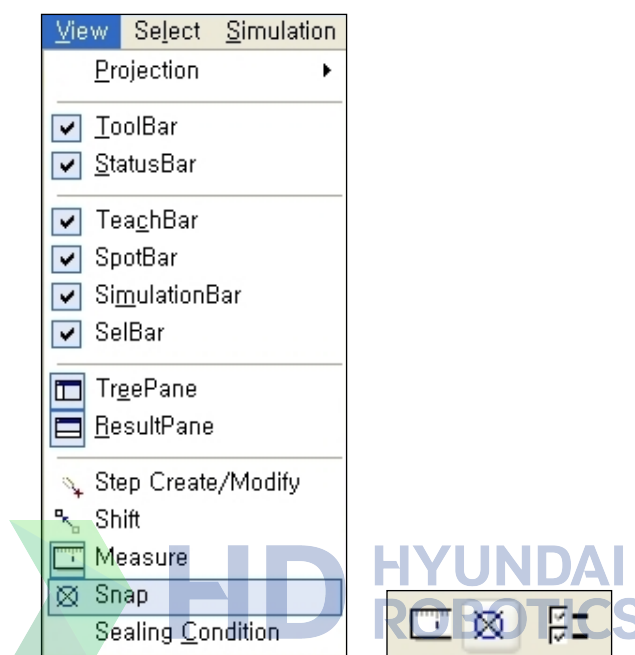 View Select Simulation
Projection
ToolBar
StatusBar
TeachBar
SpotBar
SimulationBar
SelBar
TreePane
ResultPane
Step Create/Modify
Shift
Measure
Snap
Sealing Condition
HD HYUNDAI
ROBOTICS